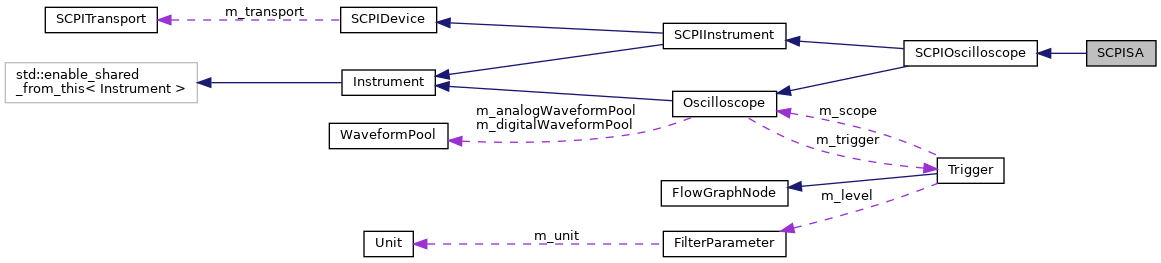 SCPITransport
m_transport
SCPIDevice
SCPIInstrument
SCPIOscilloscope
SCPISA
std::enable_shared
_from_this< Instrument >
Instrument
Oscilloscope
m_analogWaveformPool
m_digitalWaveformPool
WaveformPool
m_scope
m_trigger
Trigger
FlowGraphNode
m_level
Unit
m_unit
FilterParameter